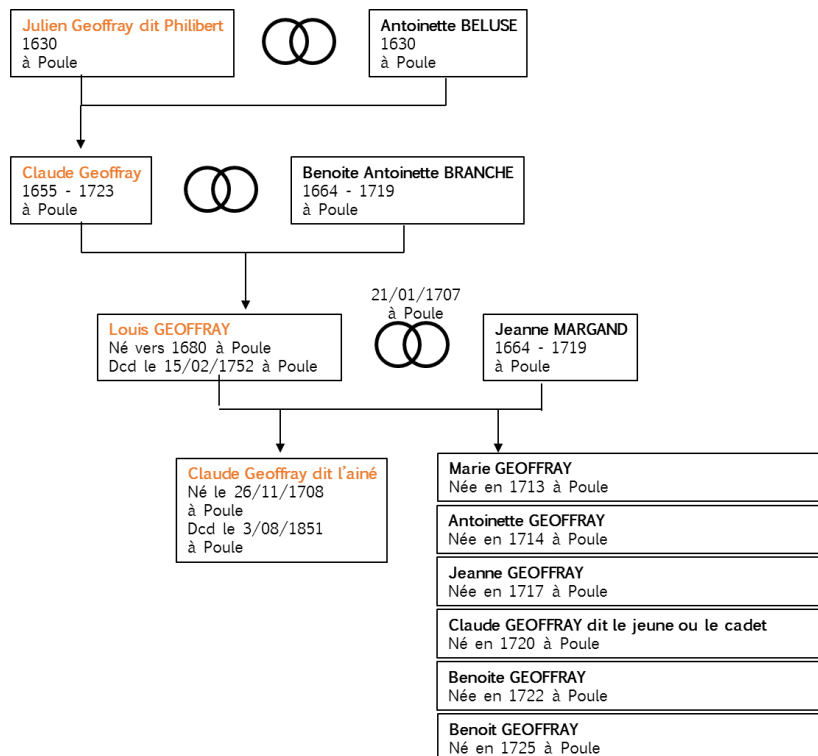 Julien Geoffray dit Philibert
1630
à Poule
Antoinette BELUSE
1630
à Poule
Claude Geoffray
1655 - 1723
à Poule
Benoite Antoinette BRANCHE
1664 - 1719
à Poule
21/01/1707
à Poule
Louis GEOFFRAY
Né vers 1680 à Poule
Dcd le 15/02/1752 à Poule
Jeanne MARGAND
1664 - 1719
à Poule
Claude Geoffray dit l'ainé
Né le 26/11/1708
à Poule
Dcd le 3/08/1851
à Poule
Marie GEOFFRAY
Née en 1713 à Poule
Antoinette GEOFFRAY
Née en 1714 à Poule
Jeanne GEOFFRAY
Née en 1717 à Poule
Claude GEOFFRAY dit le jeune ou le cadet
Né en 1720 à Poule
Benoite GEOFFRAY
Née en 1722 à Poule
Benoit GEOFFRAY
Né en 1725 à Poule